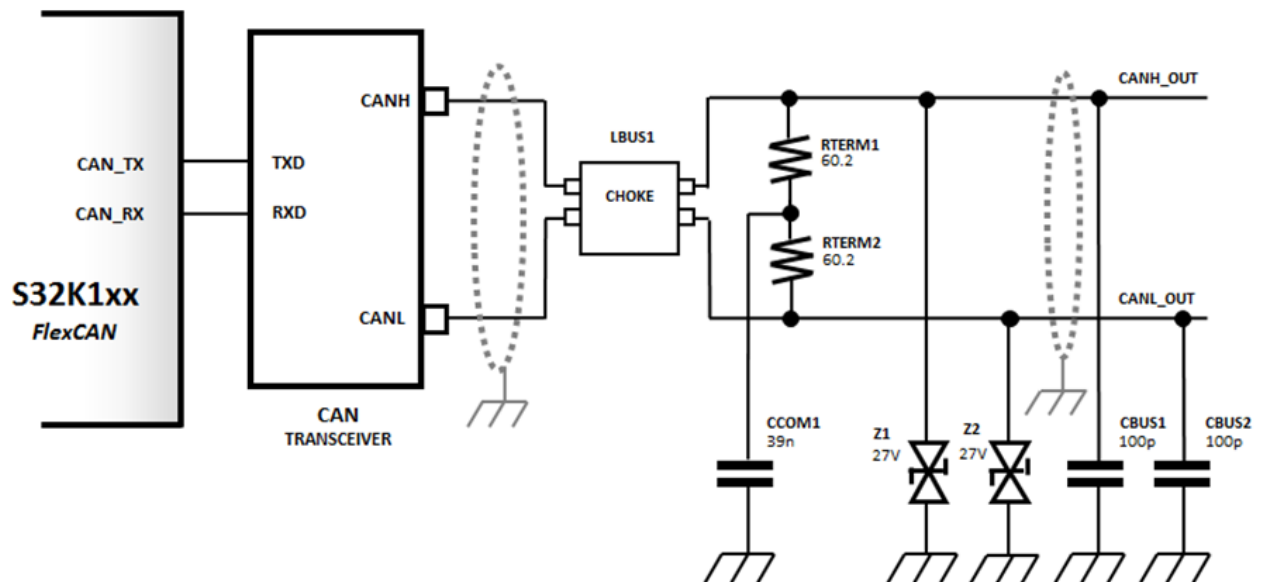 CANH
CANH_OUT
LBUS1
CAN_TX
TXD
RTERM1
60.2
CHOKE
CAN_RX
RXD
RTERM2
60.2
S32K1xx
FlexCAN
CANL
CANL_OUT
CAN
TRANSCEIVER
CCOM1
39n
Z1
27V
Z2
27V
CBUS1
100p
CBUS2
100p